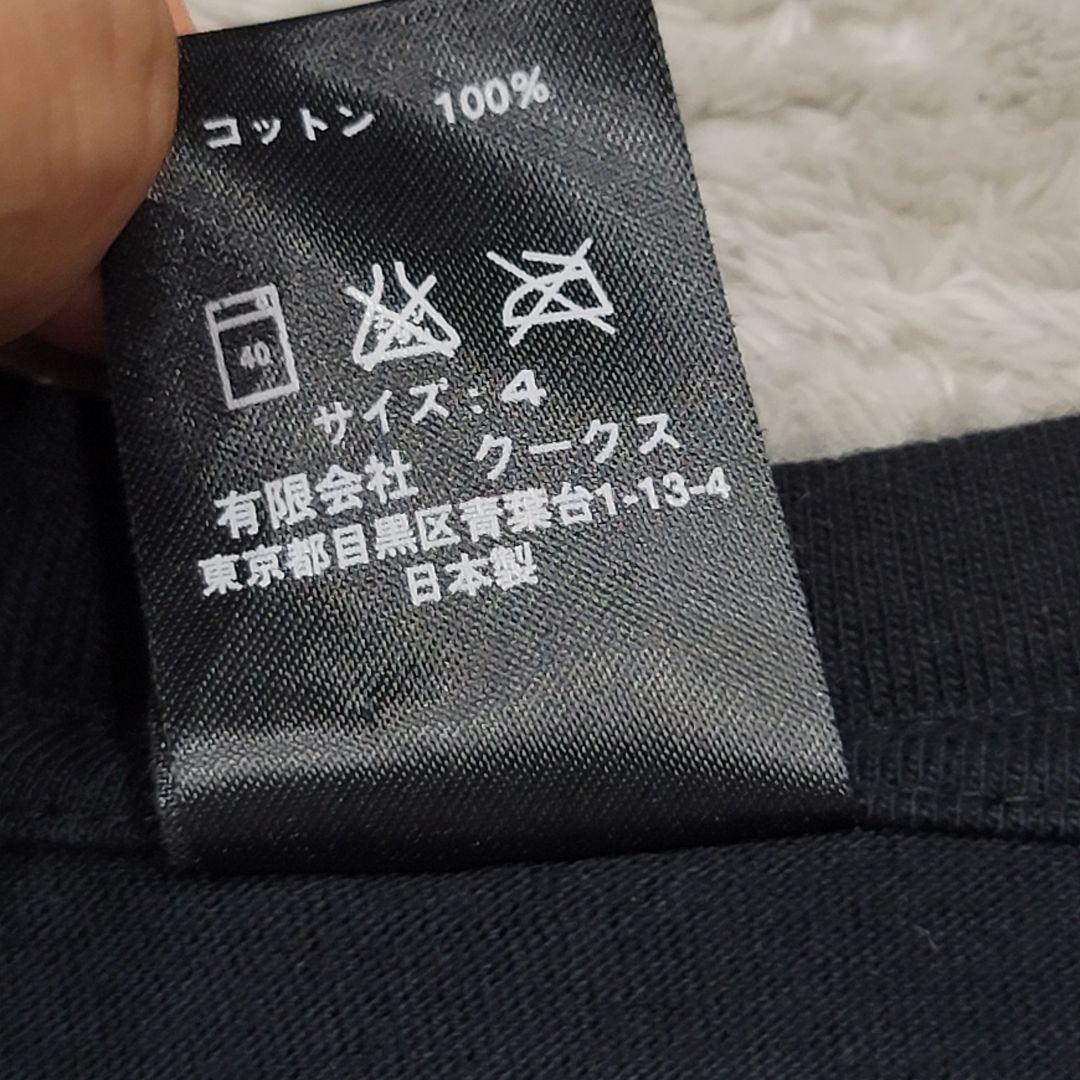 コットン 100%
40
サイズ：4
有限会社 クークス
東京都目黒区青葉台1-13-4
日本製